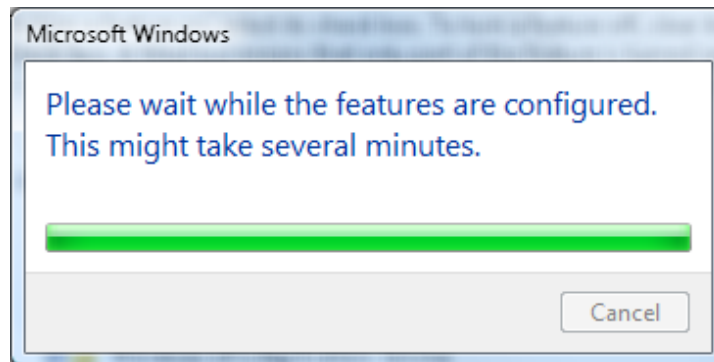 Microsoft Windows
Please wait while the features are configured.
This might take several minutes.
Cancel